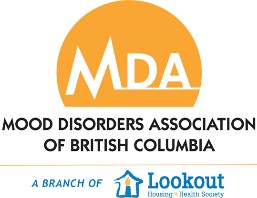 MDA
MOOD DISORDERS ASSOCIATION
OF BRITISH COLUMBIA
A BRANCH OF Lookout
Housing + Health Society